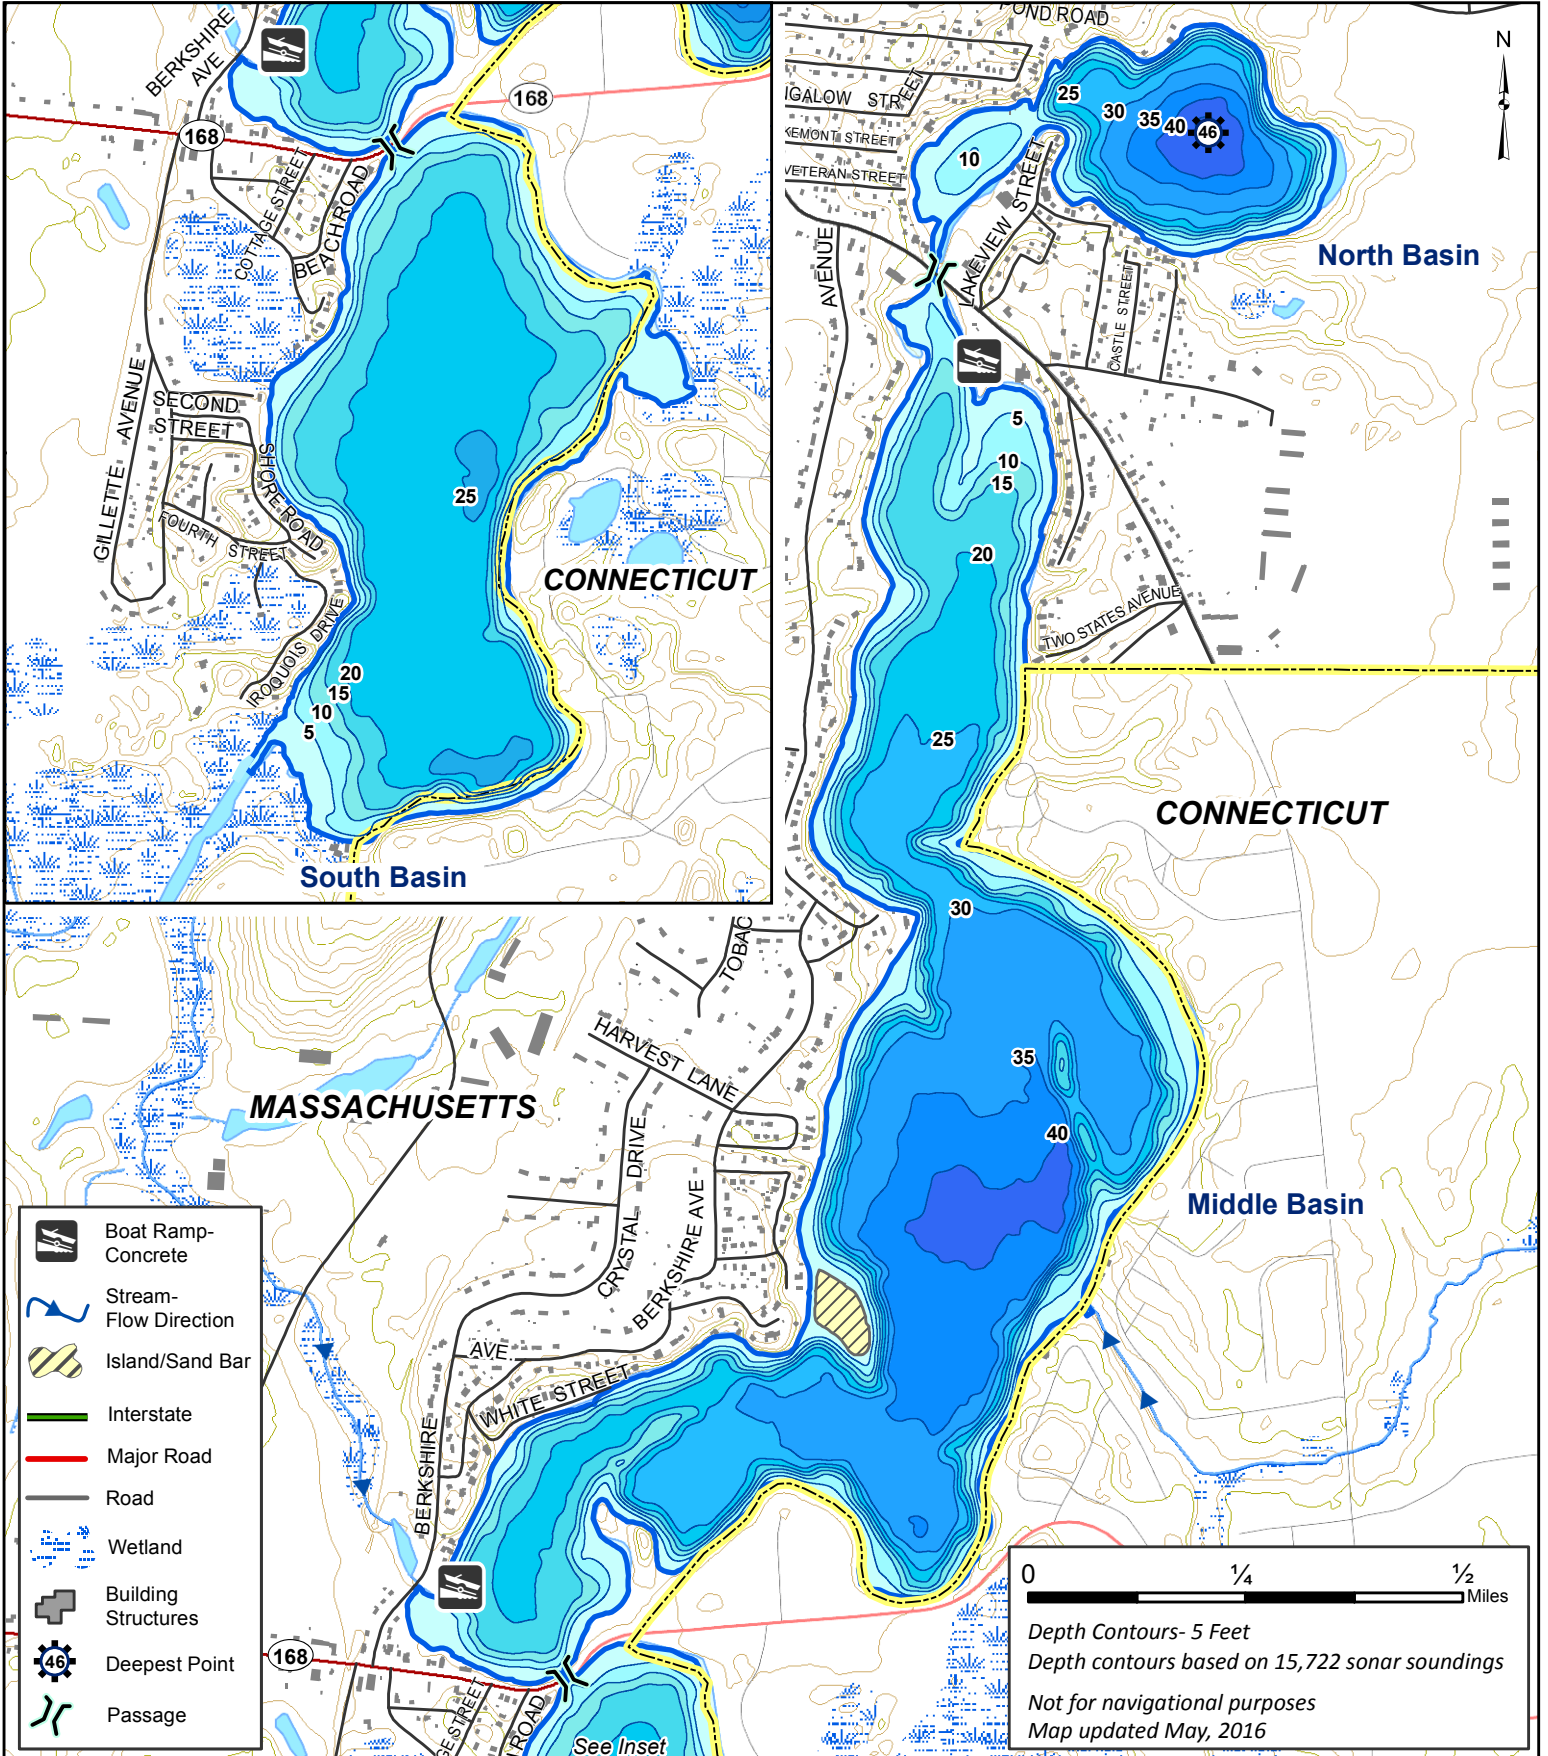 BERKSHIRE
AVE
168
168
COTTAGE STREET
BEACH ROAD
GILLETTE AVENUE
SECOND
STREET
SHORE ROAD
FOURTH STREET
IROQUOIS DRIVE
25
20
15
10
5
CONNECTICUT
South Basin
POND ROAD
IGALOW STREET
KEMONT STREET
VETERAN STREET
AVENUE
LAKEVIEW STREET
CASTLE STREET
25
30
35
40
46
10
N
North Basin
5
10
15
20
25
TWO STATES AVENUE
CONNECTICUT
30
35
40
Middle Basin
TOBAC
HARVEST LANE
MASSACHUSETTS
CRYSTAL DRIVE
BERKSHIRE AVE
AVE
WHITE STREET
BERKSHIRE
168
GE STREET
ROAD
See Inset
Boat Ramp-
Concrete
Stream-
Flow Direction
Island/Sand Bar
Interstate
Major Road
Road
Wetland
Building
Structures
46
Deepest Point
Passage
0 ¼ ½
Miles
Depth Contours- 5 Feet
Depth contours based on 15,722 sonar soundings
Not for navigational purposes
Map updated May, 2016